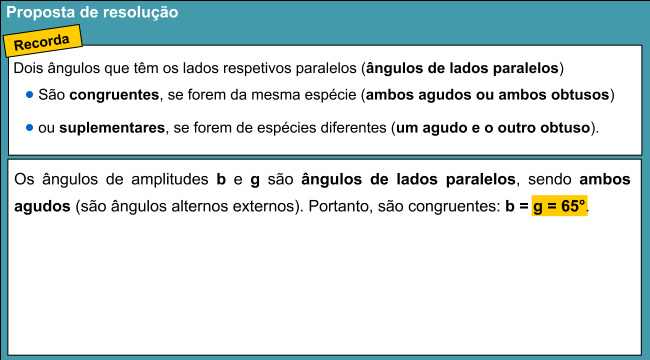 Proposta de resolução
Recorda
Dois ângulos que têm os lados respetivos paralelos (ângulos de lados paralelos)
São congruentes, se forem da mesma espécie (ambos agudos ou ambos obtusos)
ou suplementares, se forem de espécies diferentes (um agudo e o outro obtuso).
Os ângulos de amplitudes b e g são ângulos de lados paralelos, sendo ambos
agudos (são ângulos alternos externos). Portanto, são congruentes: b = g = 65°.